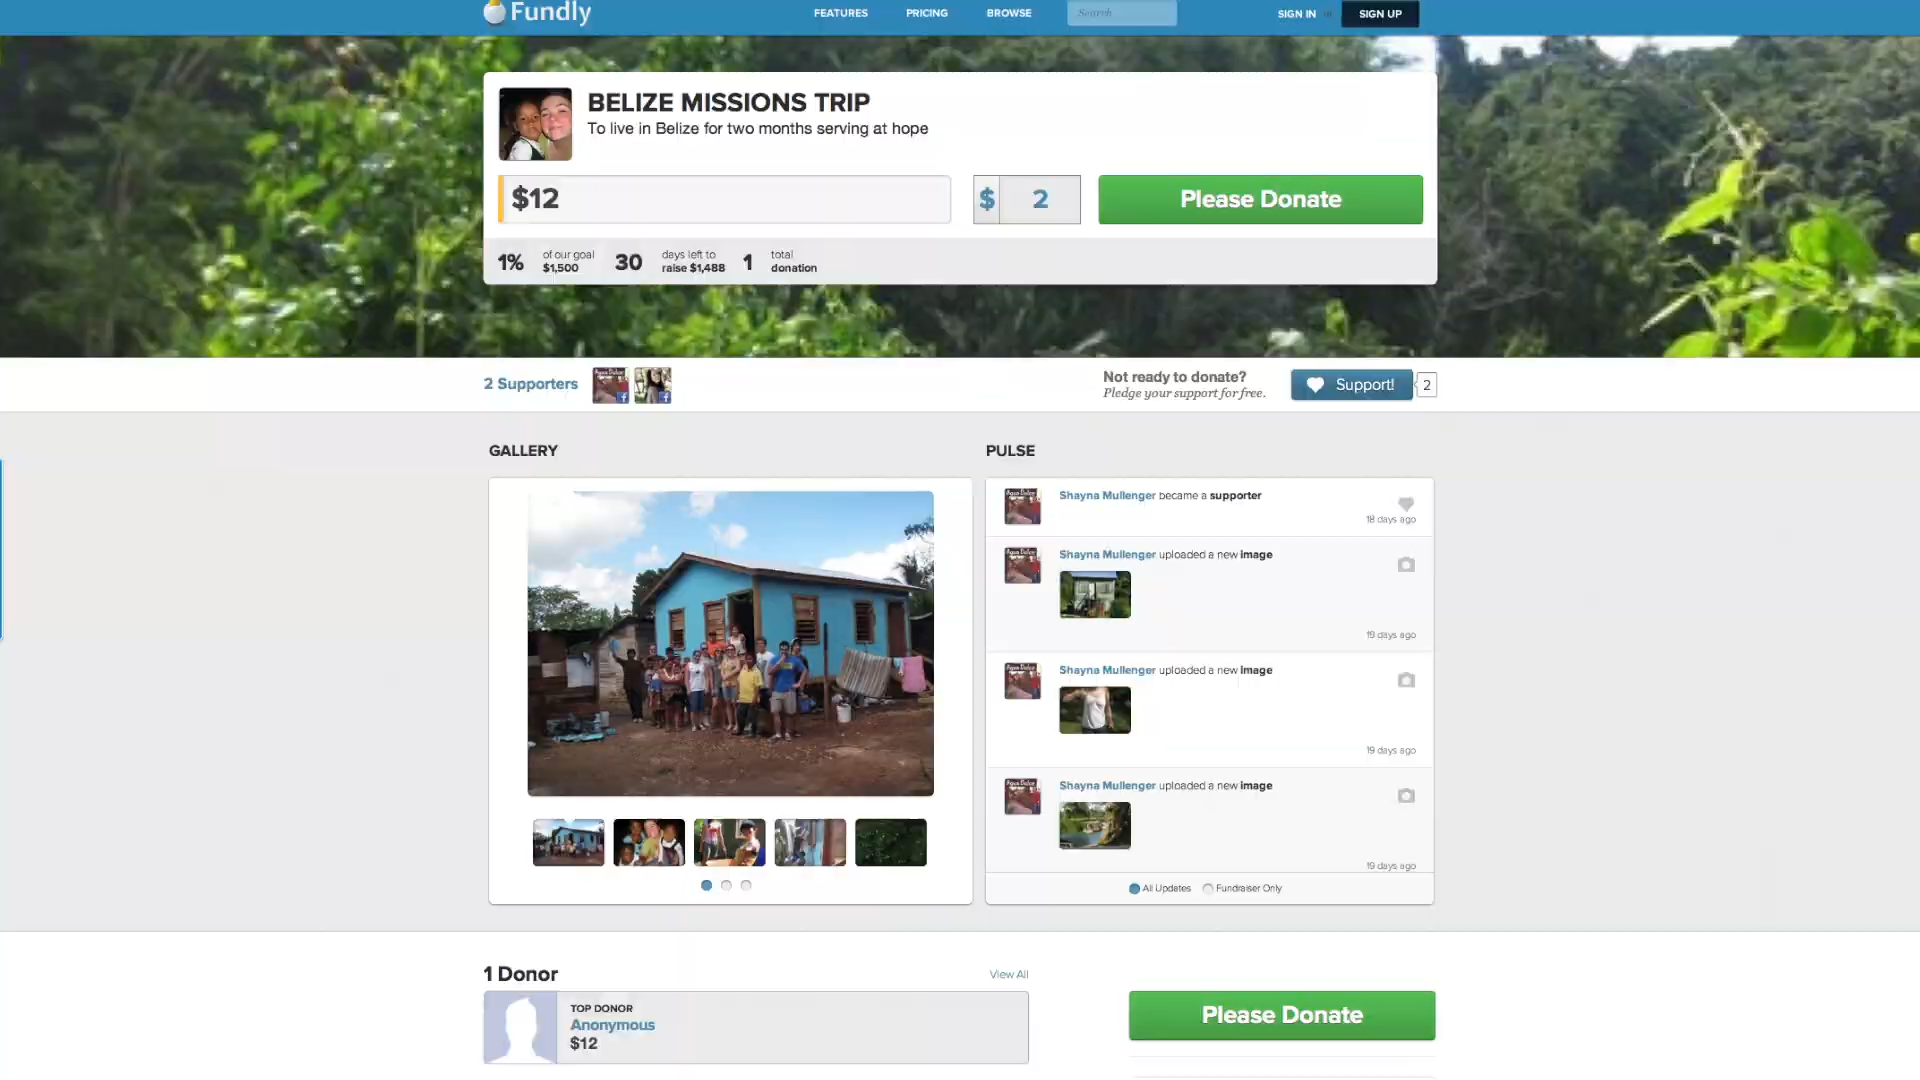 Fundly
FEATURES
PRICING
BROWSE
Search
SIGN IN
SIGN UP
BELIZE MISSIONS TRIP
To live in Belize for two months serving at hope
$12
$ 2
Please Donate
1% of our goal $1,500
30 days left to raise $1,488
1 total donation
2 Supporters
Not ready to donate?
Pledge your support for free.
Support!
2
GALLERY
PULSE
Shayna Mullenger became a supporter
18 days ago
Shayna Mullenger uploaded a new image
19 days ago
Shayna Mullenger uploaded a new image
19 days ago
Shayna Mullenger uploaded a new image
19 days ago
All Updates
Fundraiser Only
1 Donor
View All
TOP DONOR
Anonymous
$12
Please Donate